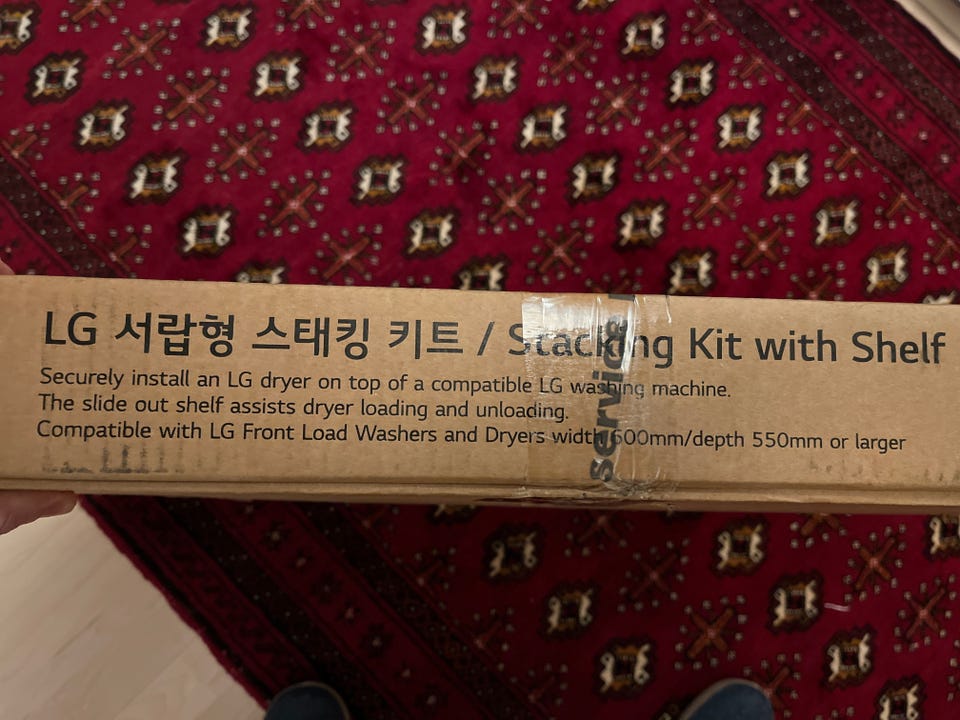 LG 서랍형 스태킹 키트 / Stacking Kit with Shelf
Securely install an LG dryer on top of a compatible LG washing machine.
The slide out shelf assists dryer loading and unloading.
Compatible with LG Front Load Washers and Dryers width 600mm/depth 550mm or larger
service